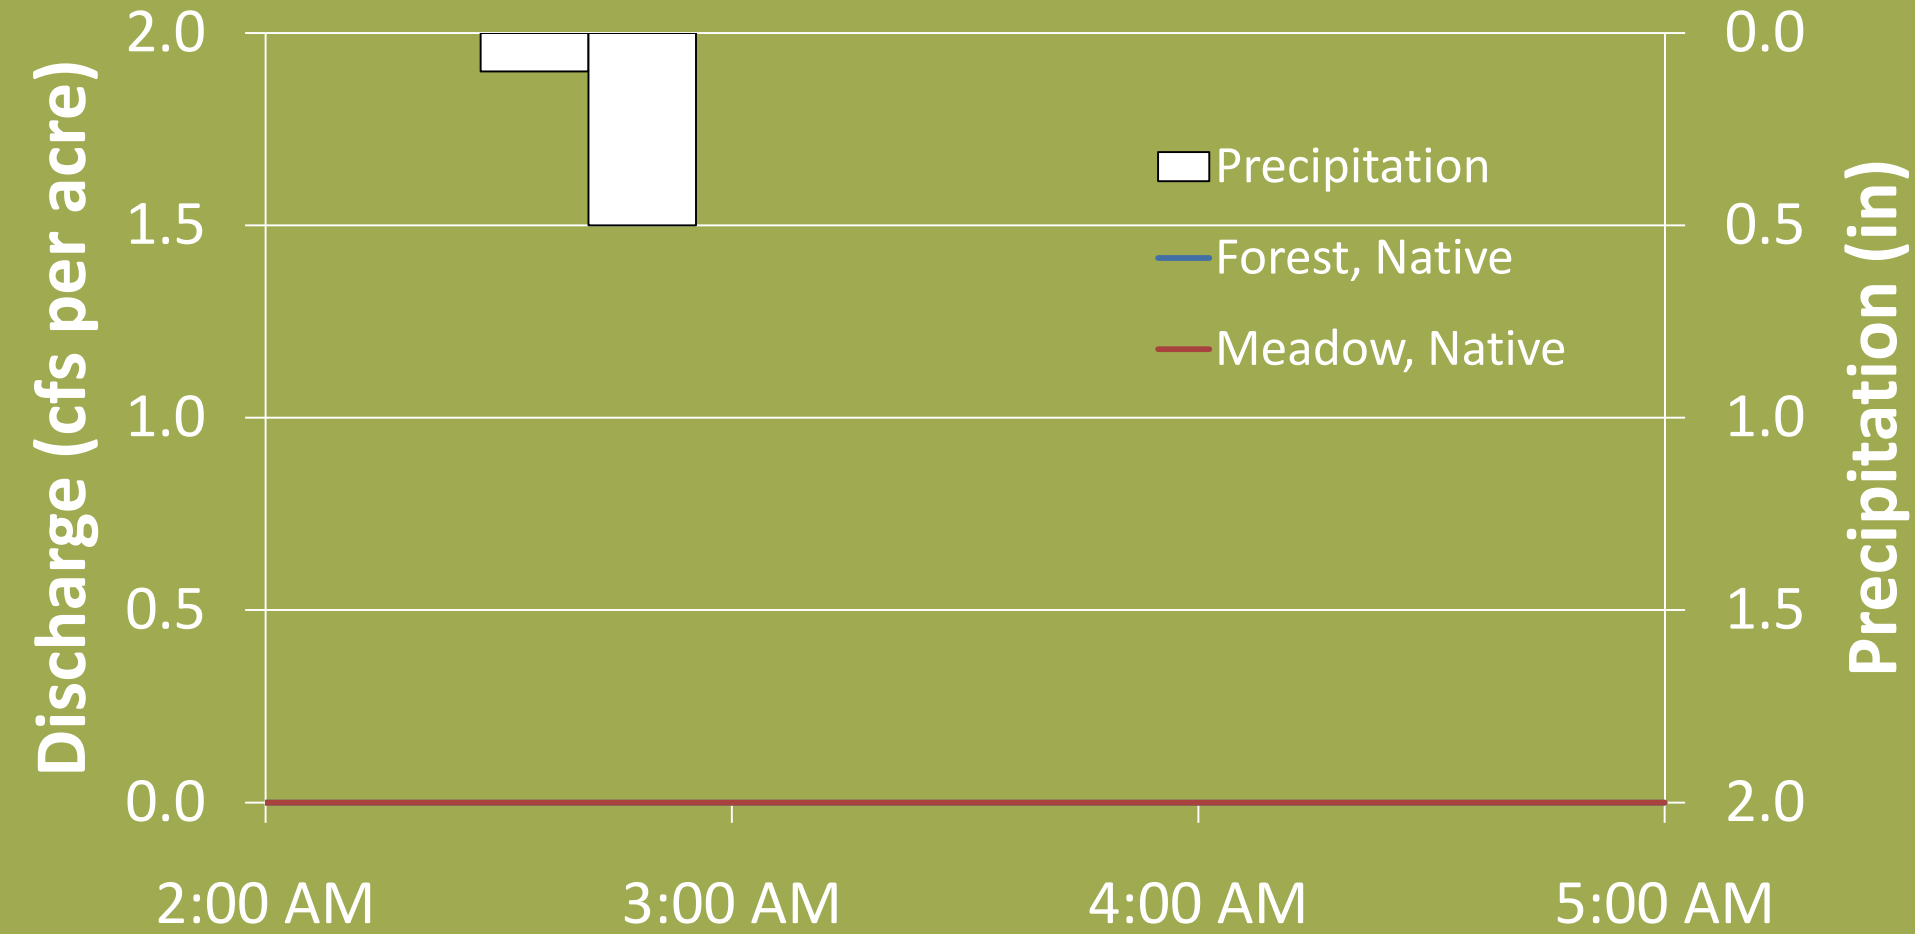 Discharge (cfs per acre)
2.0
1.5
1.0
0.5
0.0
Precipitation
Forest, Native
Meadow, Native
0.0
0.5
1.0
1.5
2.0
Precipitation (in)
2:00 AM
3:00 AM
4:00 AM
5:00 AM